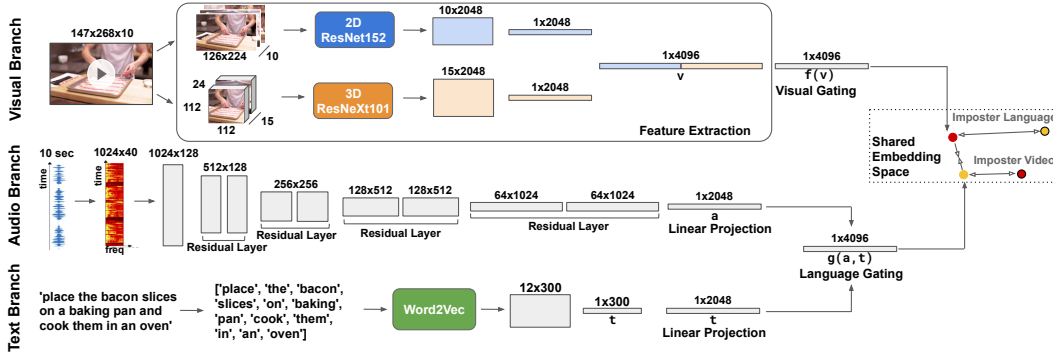 Visual Branch
147x268x10
126x224
10
24
112
112
15
2D
ResNet152
3D
ResNeXt101
10x2048
15x2048
1x2048
1x2048
1x4096
v
Feature Extraction
1x4096
f(v)
Visual Gating
Imposter Language
Shared
Embedding
Space
Imposter Video
Audio Branch
10 sec
time
1024x40
time
freq
1024x128
512x128
Residual Layer
256x256
Residual Layer
128x512
128x512
Residual Layer
64x1024
64x1024
Residual Layer
1x2048
a
Linear Projection
1x4096
g(a,t)
Language Gating
Text Branch
'place the bacon slices
on a baking pan and
cook them in an oven'
['place', 'the', 'bacon',
'slices', 'on', 'baking',
'pan', 'cook', 'them',
'in', 'an', 'oven']
Word2Vec
12x300
1x300
t
1x2048
t
Linear Projection